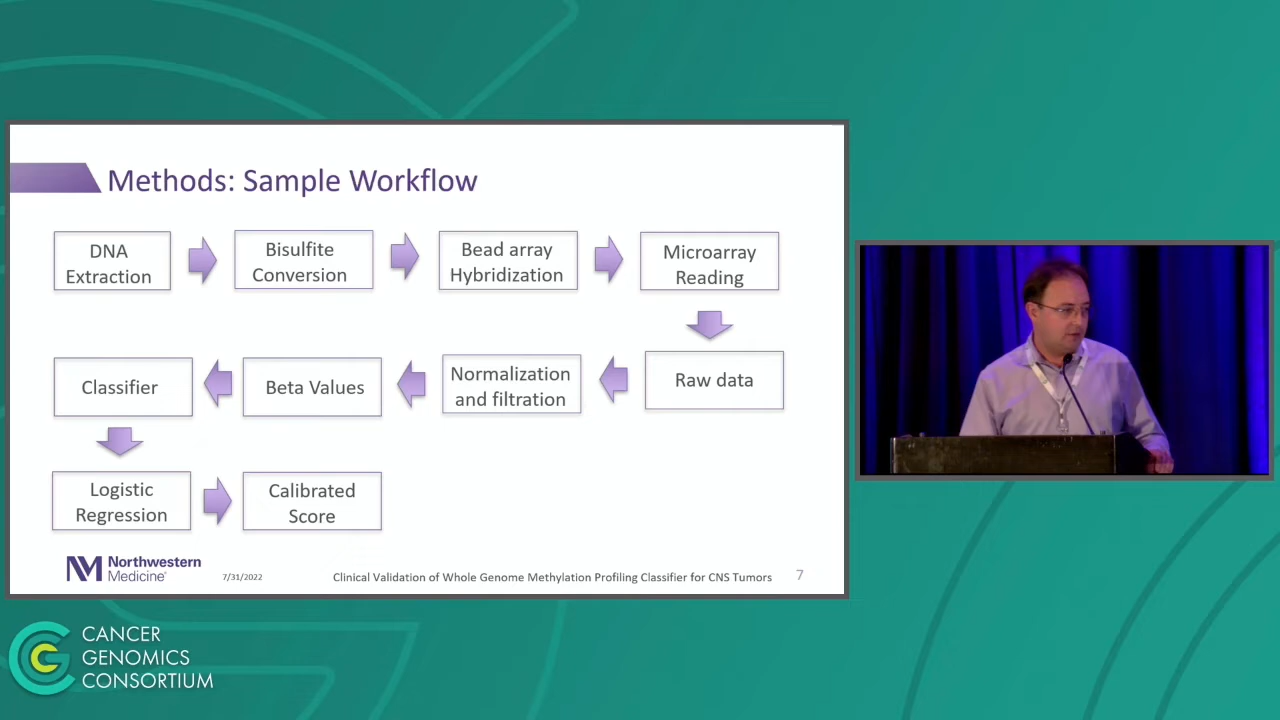 Methods: Sample Workflow
DNA
Extraction
Bisulfite
Conversion
Bead array
Hybridization
Microarray
Reading
Classifier
Beta Values
Normalization
and filtration
Raw data
Logistic
Regression
Calibrated
Score
NM Northwestern
Medicine®
7/31/2022
Clinical Validation of Whole Genome Methylation Profiling Classifier for CNS Tumors
7
CANCER
GENOMICS
CONSORTIUM